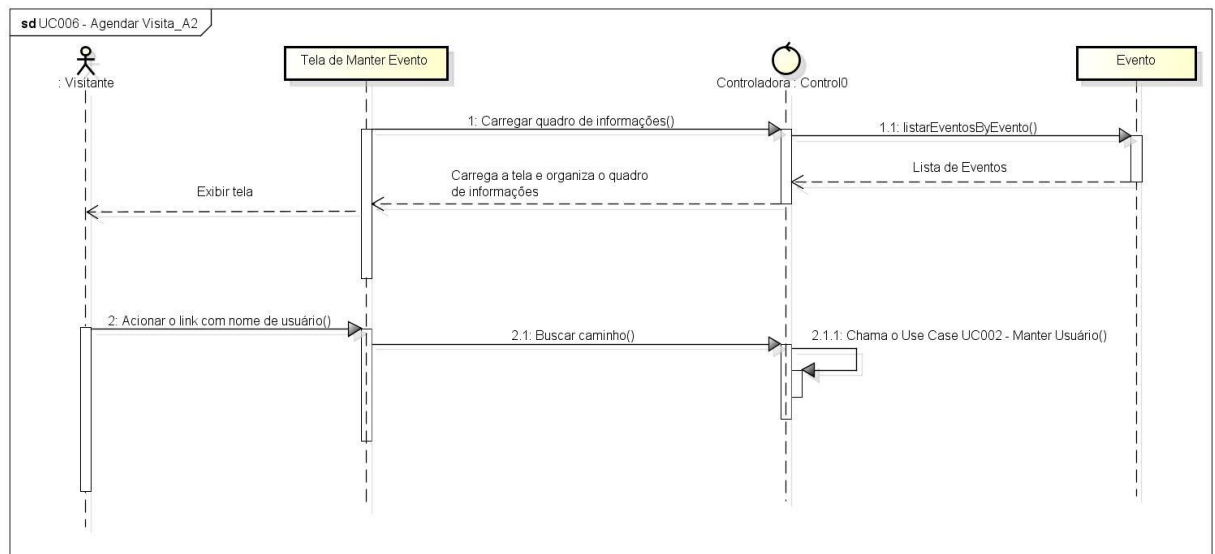 sd UC006 - Agendar Visita_A2
: Visitante
Tela de Manter Evento
Controladora : Control0
Evento
1: Carregar quadro de informações()
1.1: listarEventosByEvento()
Lista de Eventos
Carrega a tela e organiza o quadro
de informações
Exibir tela
2: Acionar o link com nome de usuário()
2.1: Buscar caminho()
2.1.1: Chama o Use Case UC002 - Manter Usuário()